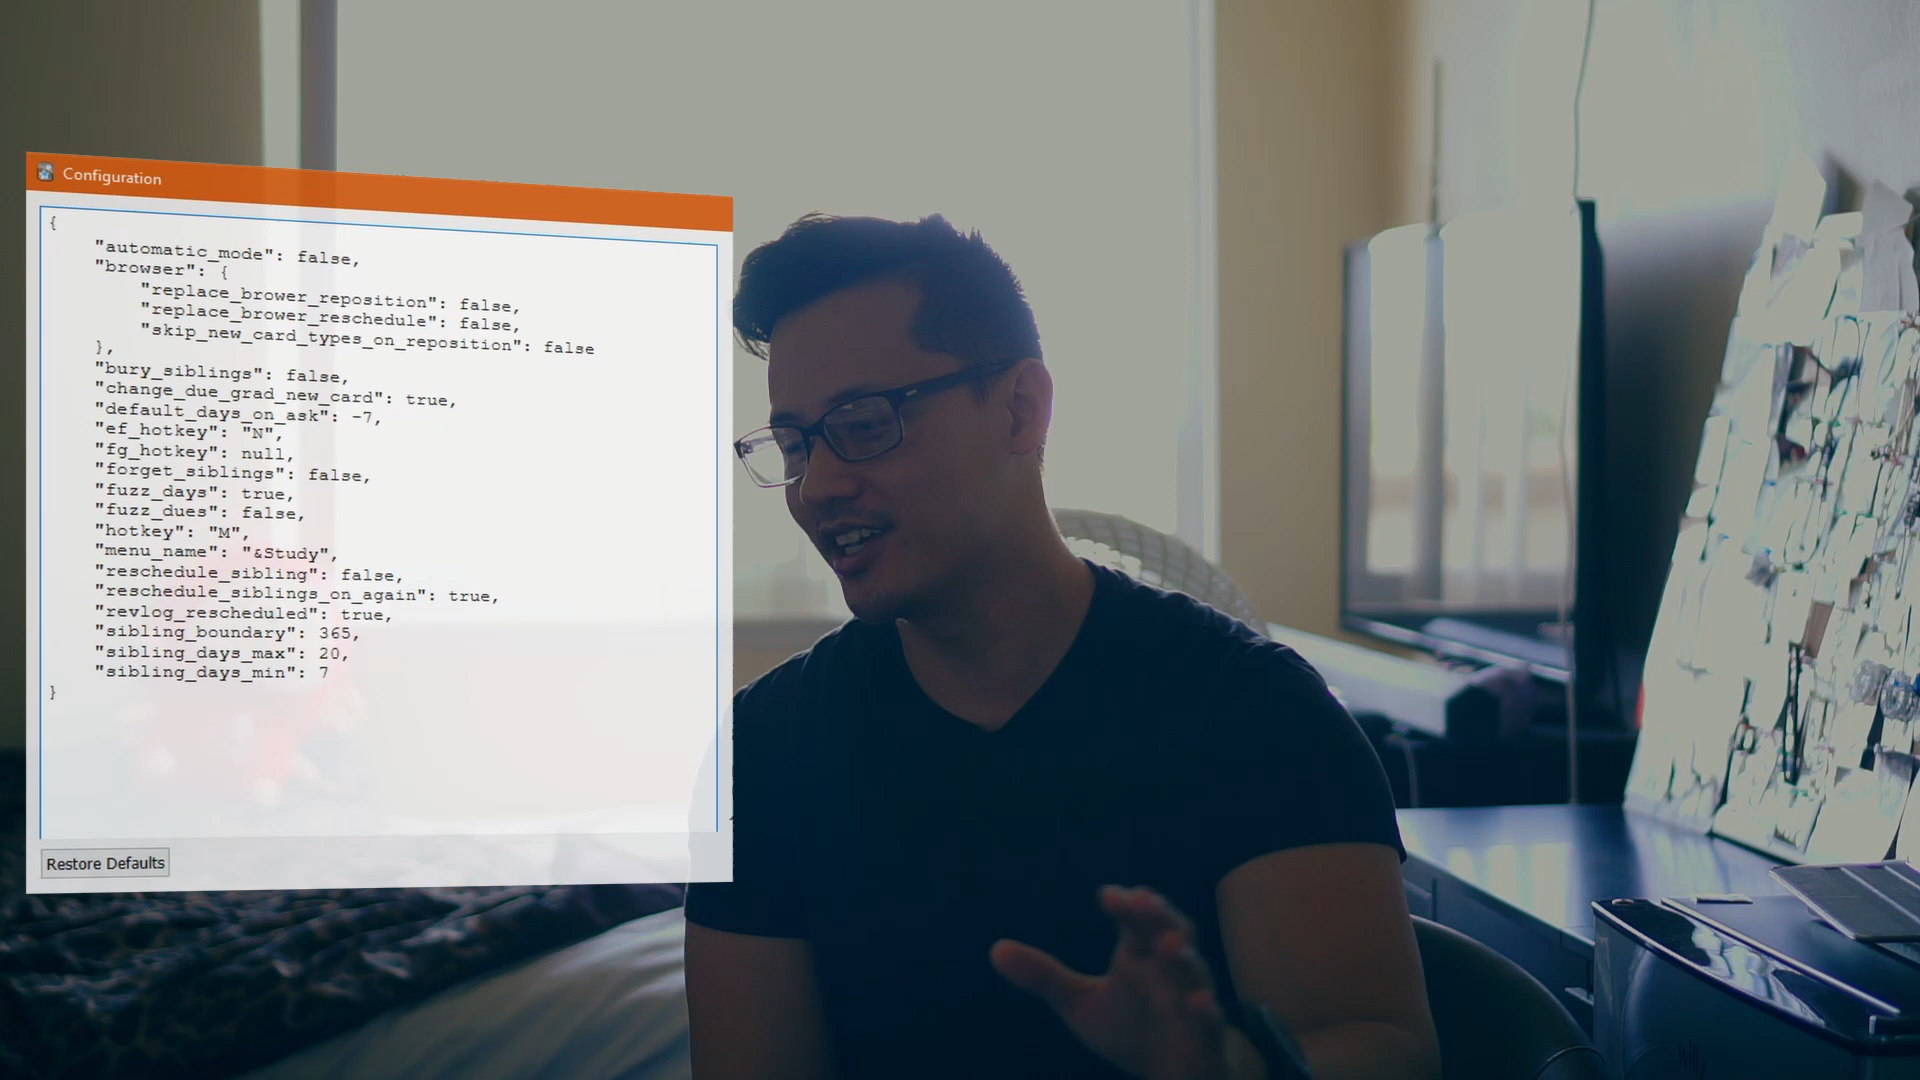 Configuration
{
"automatic_mode": false,
"browser": {
"replace_brower_reposition": false,
"replace_brower_reschedule": false,
"skip_new_card_types_on_reposition": false
},
"bury_siblings": false,
"change_due_grad_new_card": true,
"default_days_on_ask": -7,
"ef_hotkey": "N",
"fg_hotkey": null,
"forget_siblings": false,
"fuzz_days": true,
"fuzz_dues": false,
"hotkey": "M",
"menu_name": "&Study",
"reschedule_sibling": false,
"reschedule_siblings_on_again": true,
"revlog_rescheduled": true,
"sibling_boundary": 365,
"sibling_days_max": 20,
"sibling_days_min": 7
}
Restore Defaults